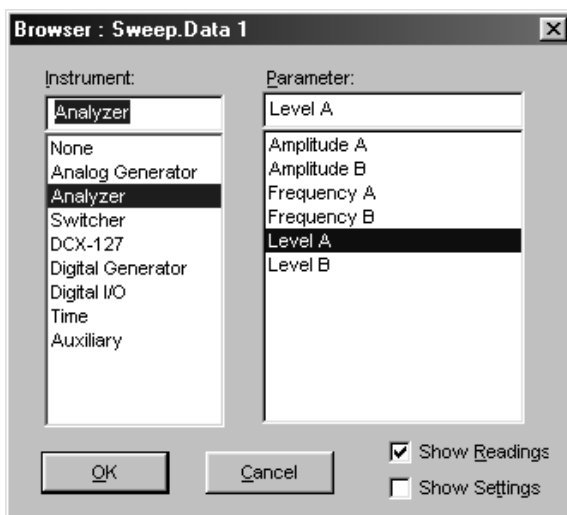 Browser : Sweep.Data 1
Instrument:
Analyzer
None
Analog Generator
Analyzer
Switcher
DCX-127
Digital Generator
Digital I/O
Time
Auxiliary
Parameter:
Level A
Amplitude A
Amplitude B
Frequency A
Frequency B
Level A
Level B
OK
Cancel
Show Readings
Show Settings